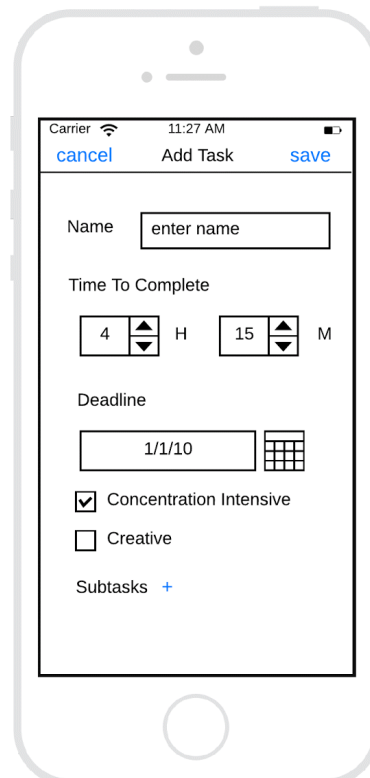 Carrier 11:27 AM
cancel Add Task save
Name enter name
Time To Complete
4 H 15 M
Deadline
1/1/10
Concentration Intensive
Creative
Subtasks +